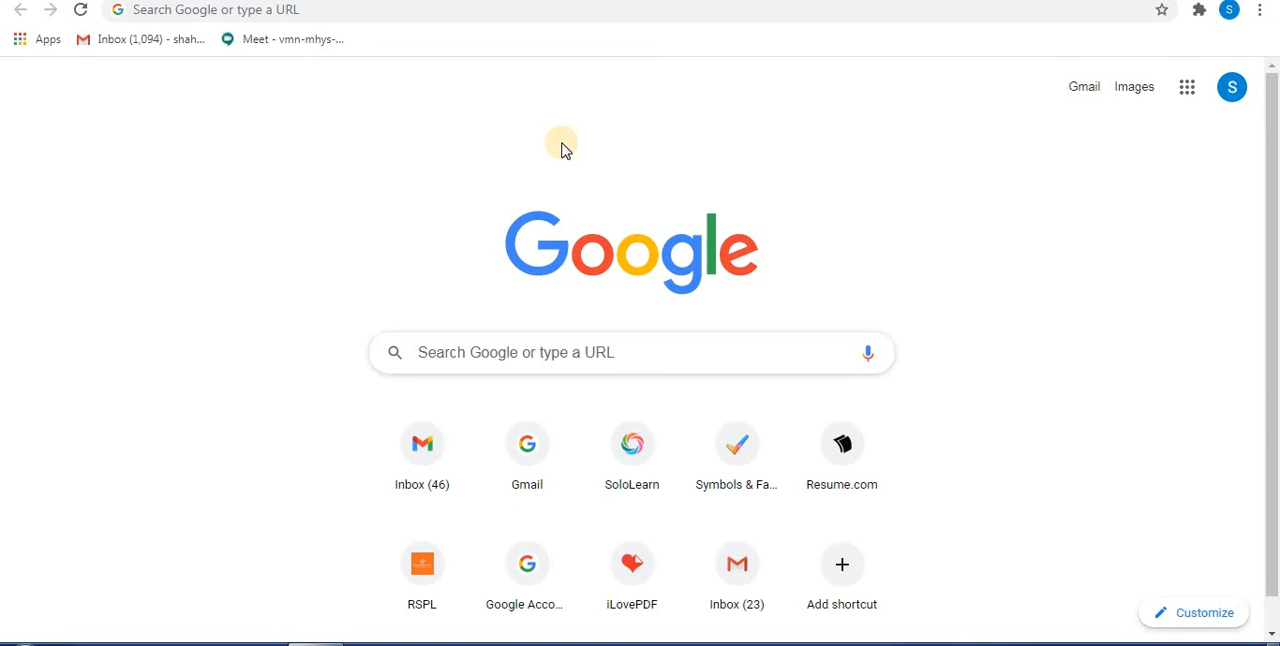 Search Google or type a URL
Apps Inbox (1,094) - shah... Meet - vmn-mhys-...
Gmail Images S
Google
Search Google or type a URL
Inbox (46) Gmail SoloLearn Symbols & Fa... Resume.com
RSPL Google Acco... iLovePDF Inbox (23) Add shortcut
Customize